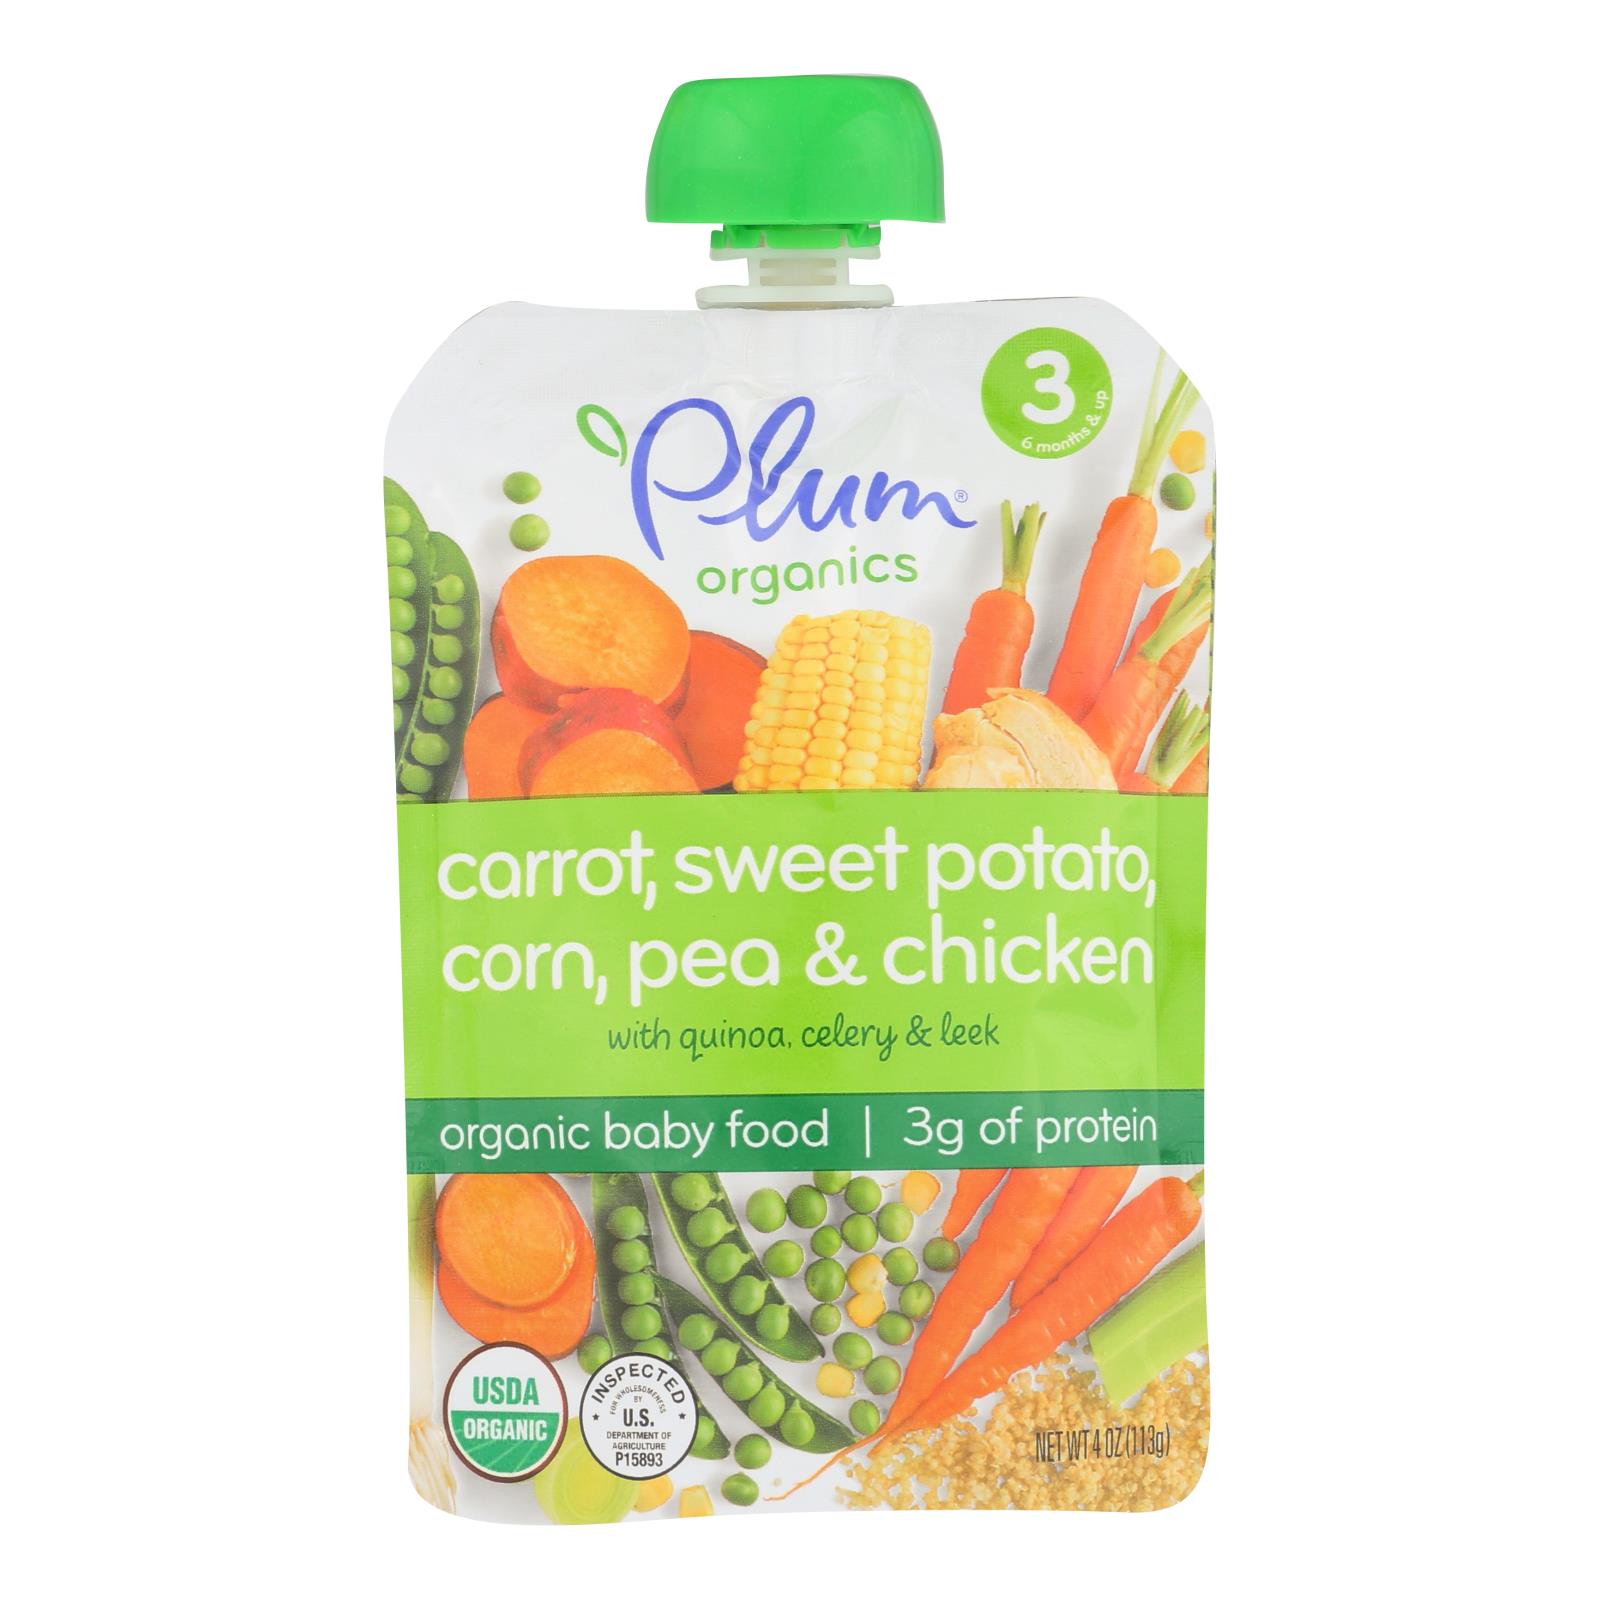 3
6 months & up
Plum®
organics
carrot, sweet potato,
corn, pea & chicken
with quinoa, celery & leek
organic baby food | 3g of protein
USDA
ORGANIC
INSPECTED
FOR WHOLESOMENESS
BY
U.S.
DEPARTMENT OF
AGRICULTURE
P15893
NET WT 4 OZ (113g)